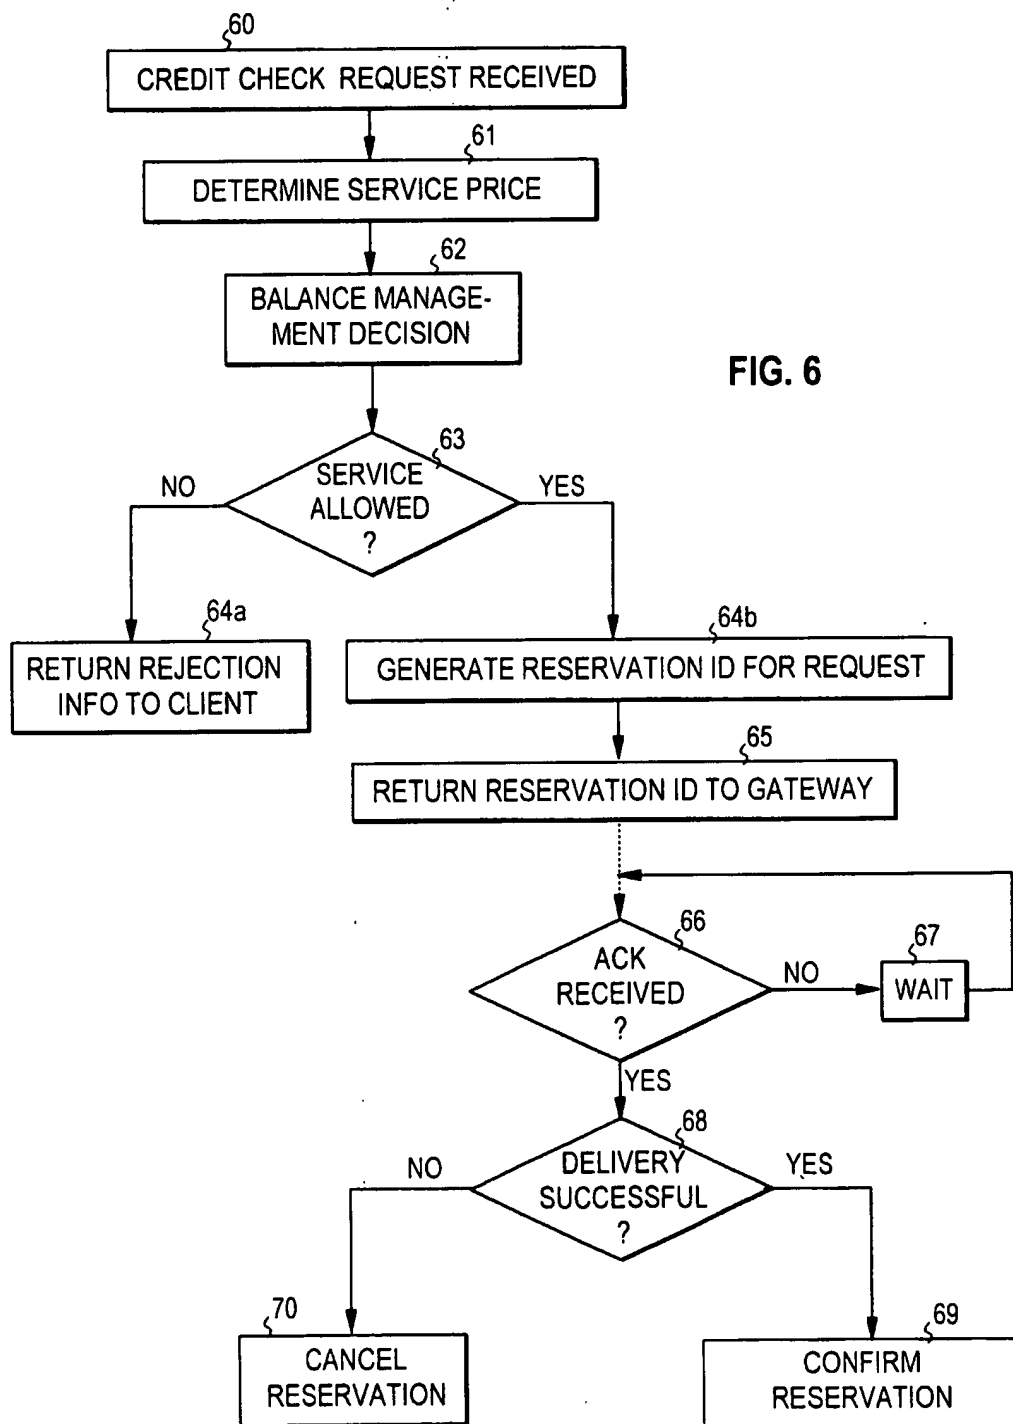 60
CREDIT CHECK REQUEST RECEIVED
61
DETERMINE SERVICE PRICE
62
BALANCE MANAGE-
MENT DECISION
FIG. 6
63
SERVICE
ALLOWED
?
NO
YES
64a
RETURN REJECTION
INFO TO CLIENT
64b
GENERATE RESERVATION ID FOR REQUEST
65
RETURN RESERVATION ID TO GATEWAY
66
ACK
RECEIVED
?
NO
67
WAIT
YES
68
DELIVERY
SUCCESSFUL
?
NO
YES
70
CANCEL
RESERVATION
69
CONFIRM
RESERVATION